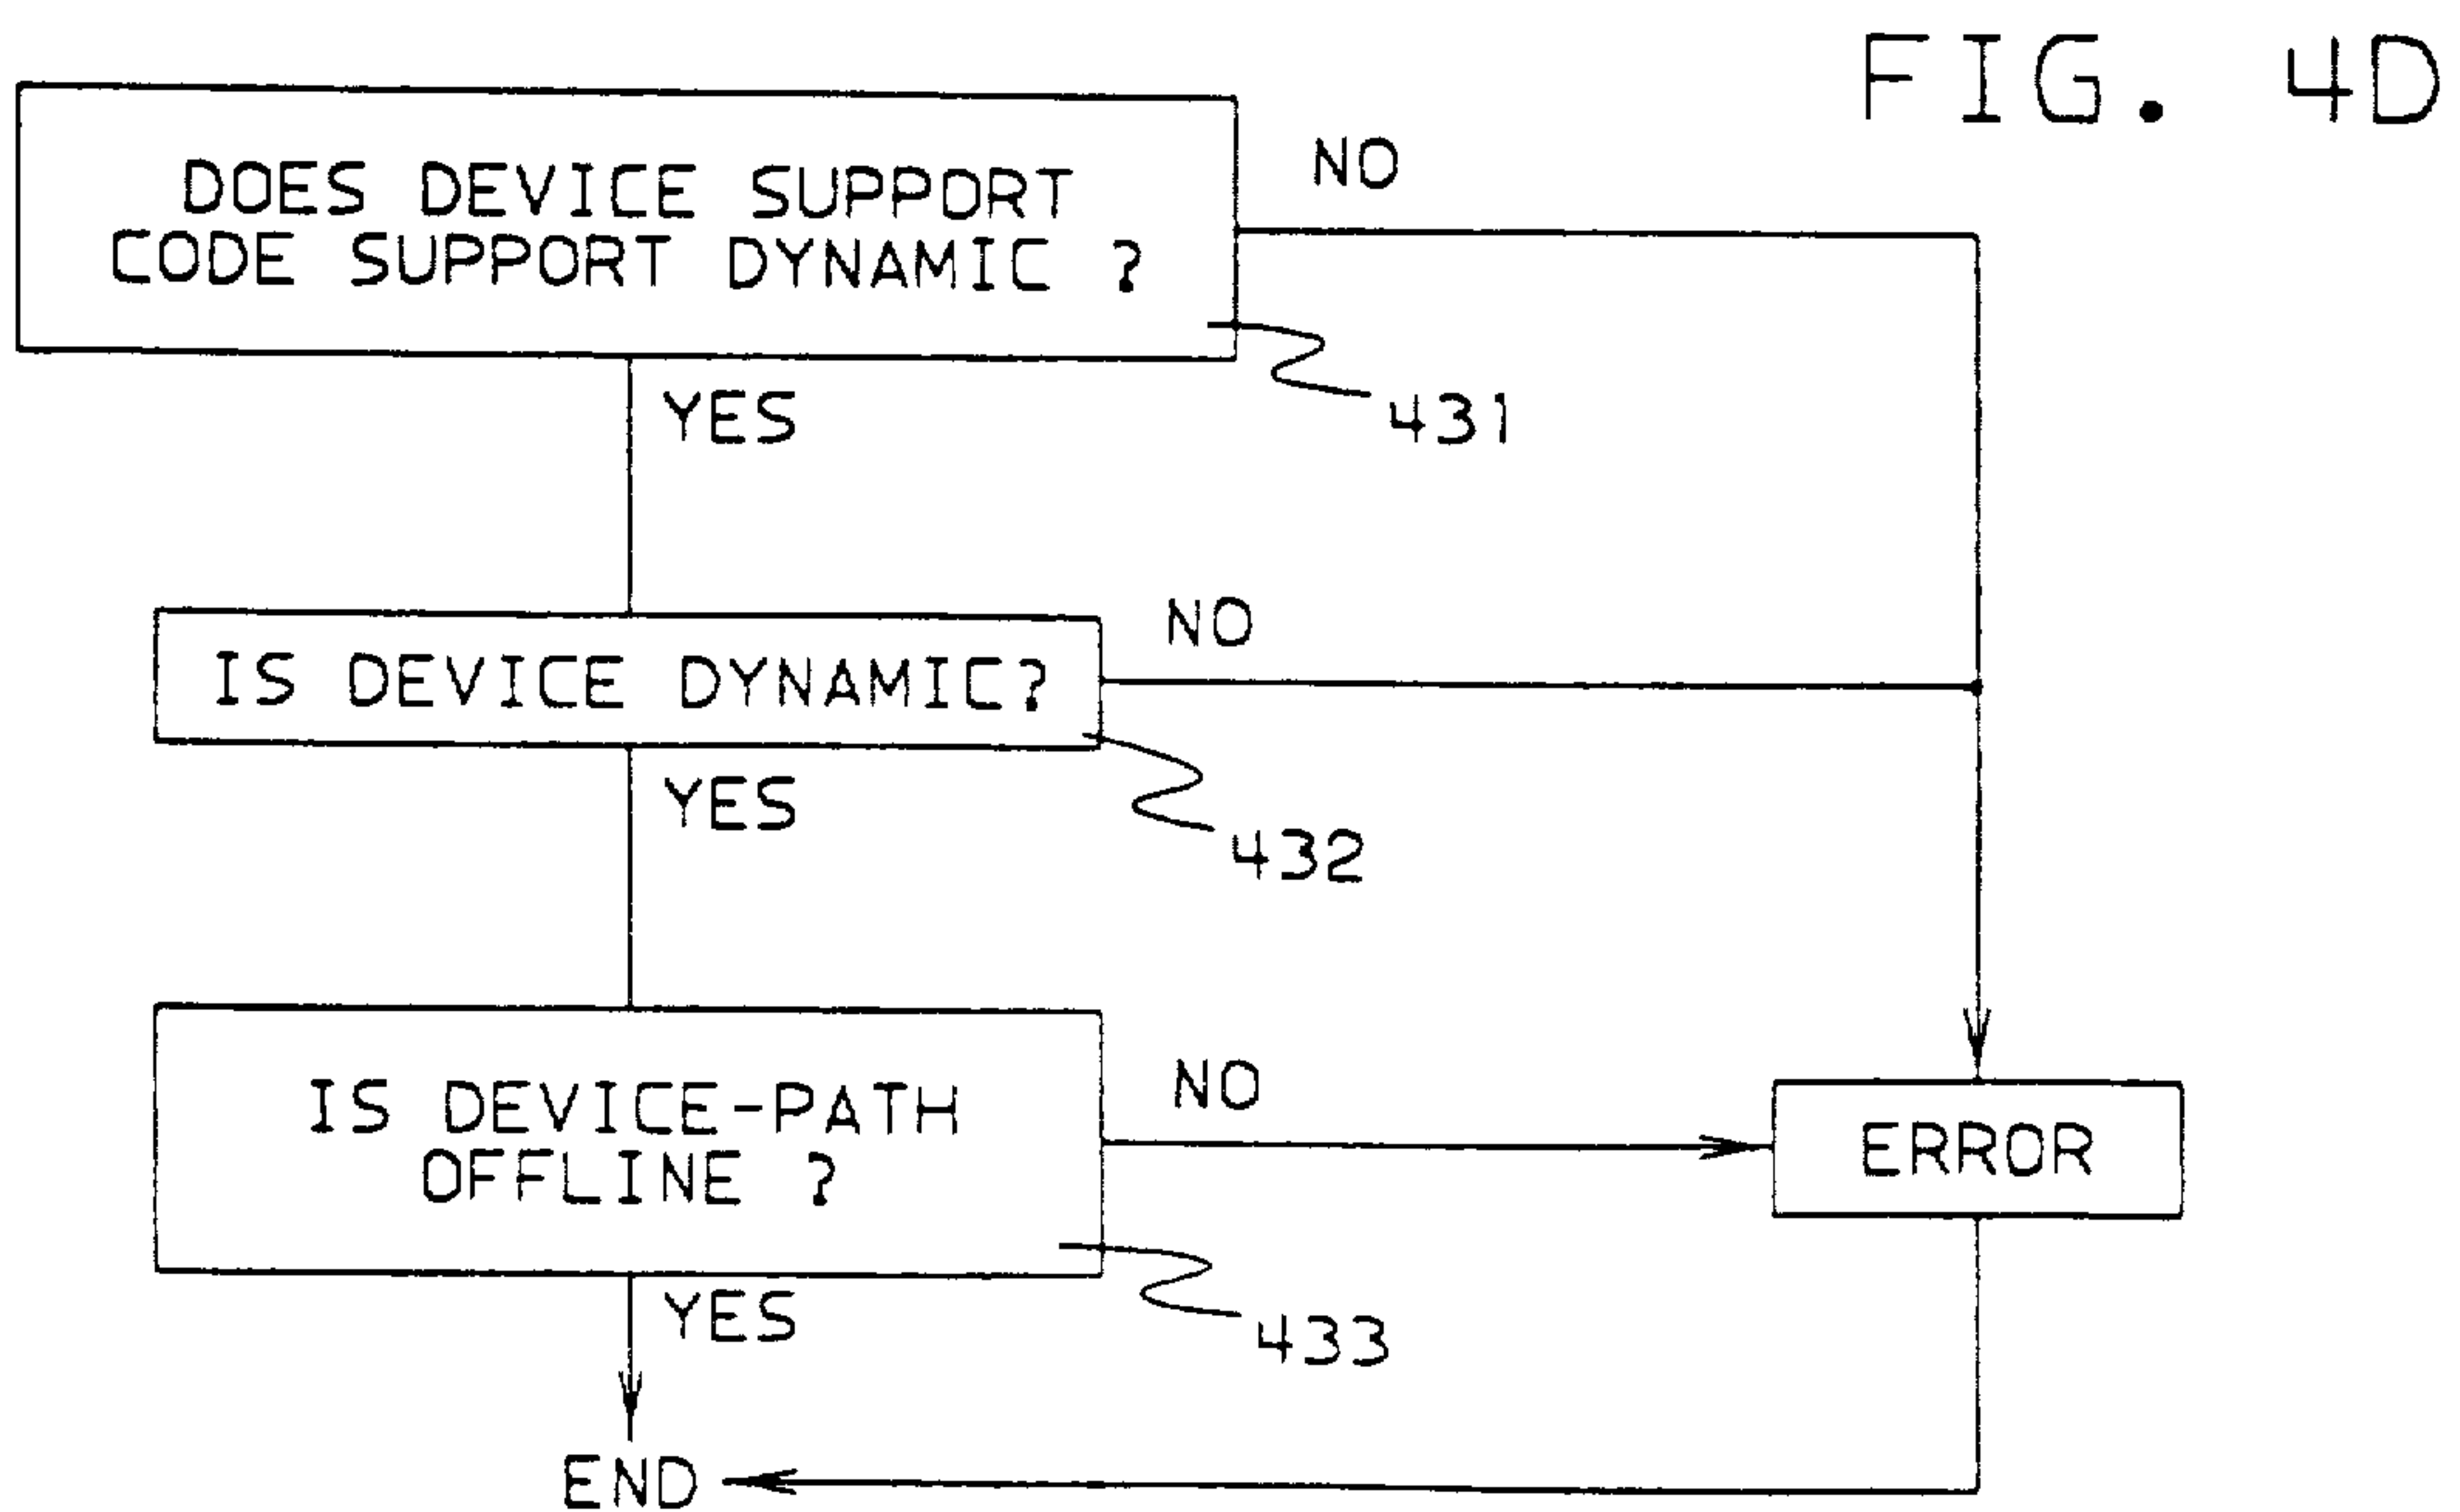 FIG. 4D
DOES DEVICE SUPPORT
CODE SUPPORT DYNAMIC ?
NO
431
YES
IS DEVICE DYNAMIC?
NO
432
YES
IS DEVICE-PATH
OFFLINE ?
NO
ERROR
433
YES
END